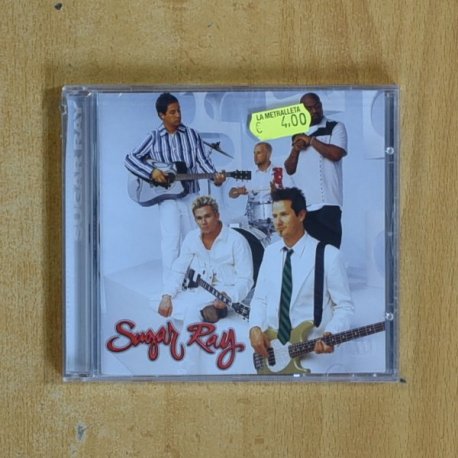 LA METRALLETA
€ 4,00
SUGAR RAY
Sugar Ray